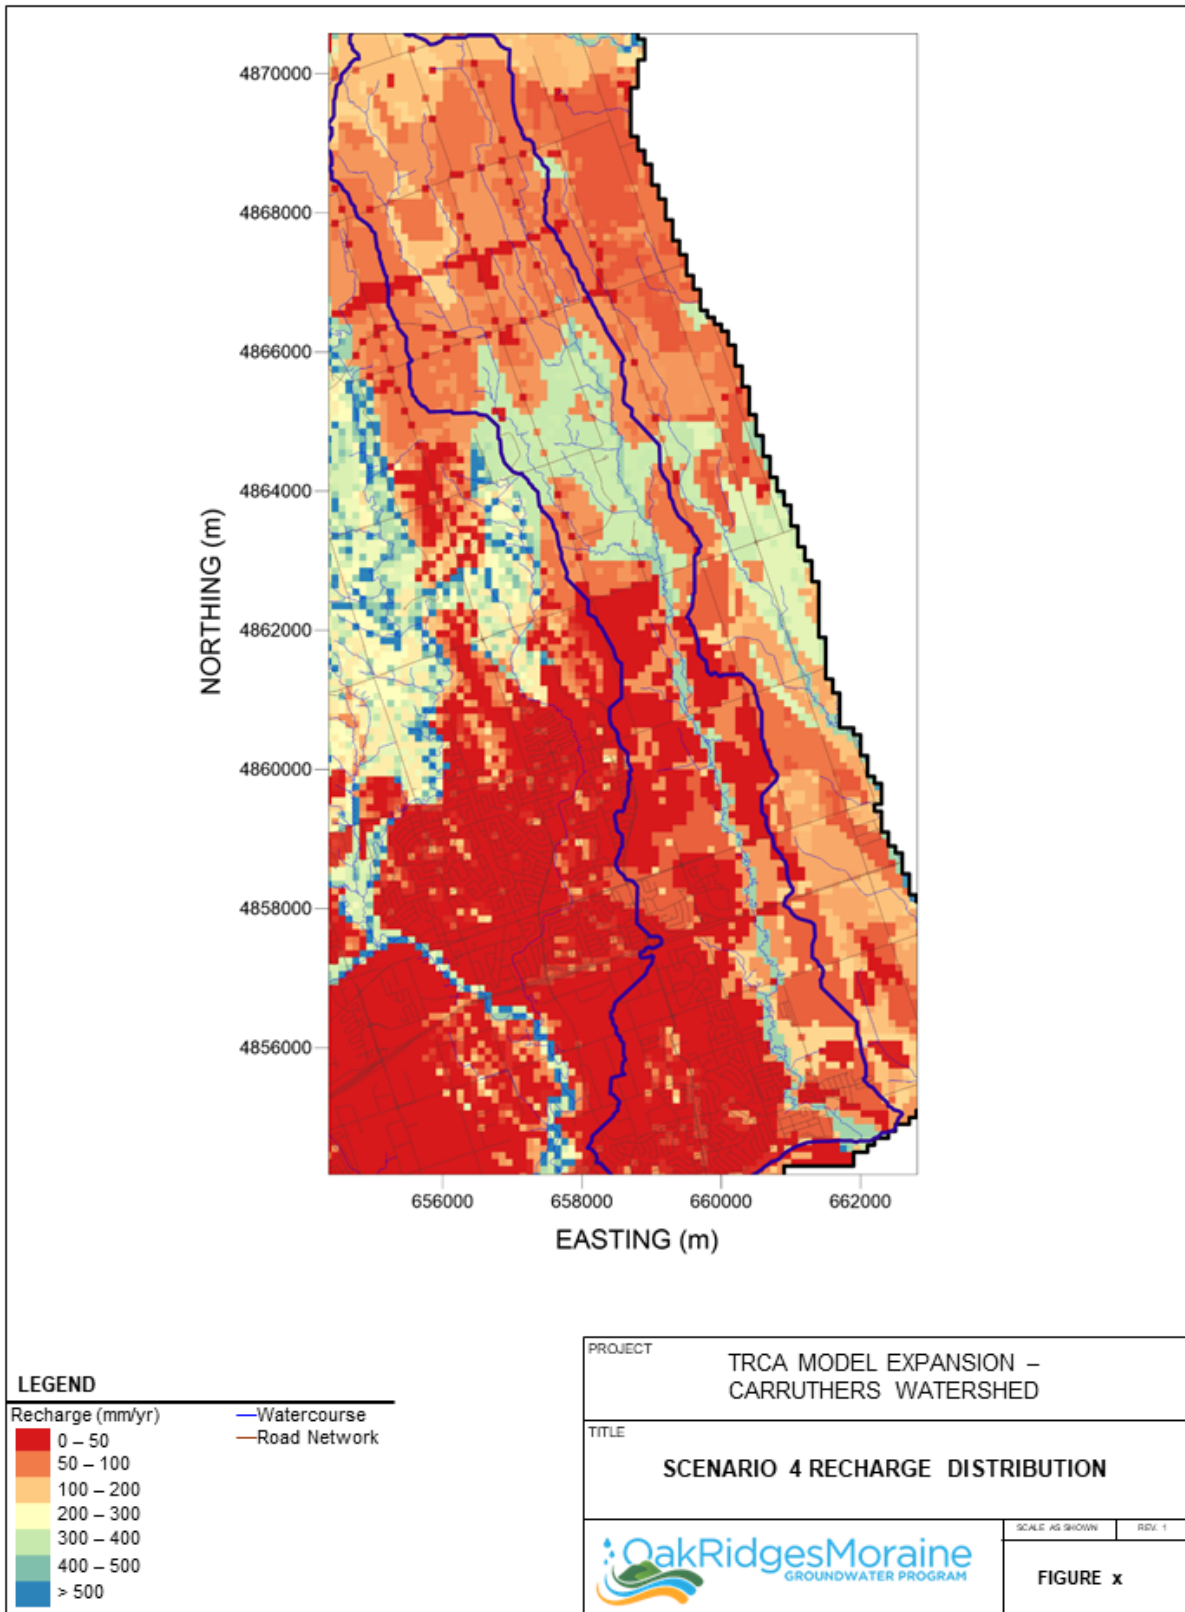 4870000
4868000
4866000
4864000
4862000
4860000
4858000
4856000
NORTHING (m)
656000
658000
660000
662000
EASTING (m)
LEGEND
Recharge (mm/yr)
0 – 50
50 – 100
100 – 200
200 – 300
300 – 400
400 – 500
> 500
Watercourse
Road Network
PROJECT
TRCA MODEL EXPANSION –
CARRUTHERS WATERSHED
TITLE
SCENARIO 4 RECHARGE DISTRIBUTION
OakRidgesMoraine
GROUNDWATER PROGRAM
SCALE AS SHOWN
REV. 1
FIGURE x